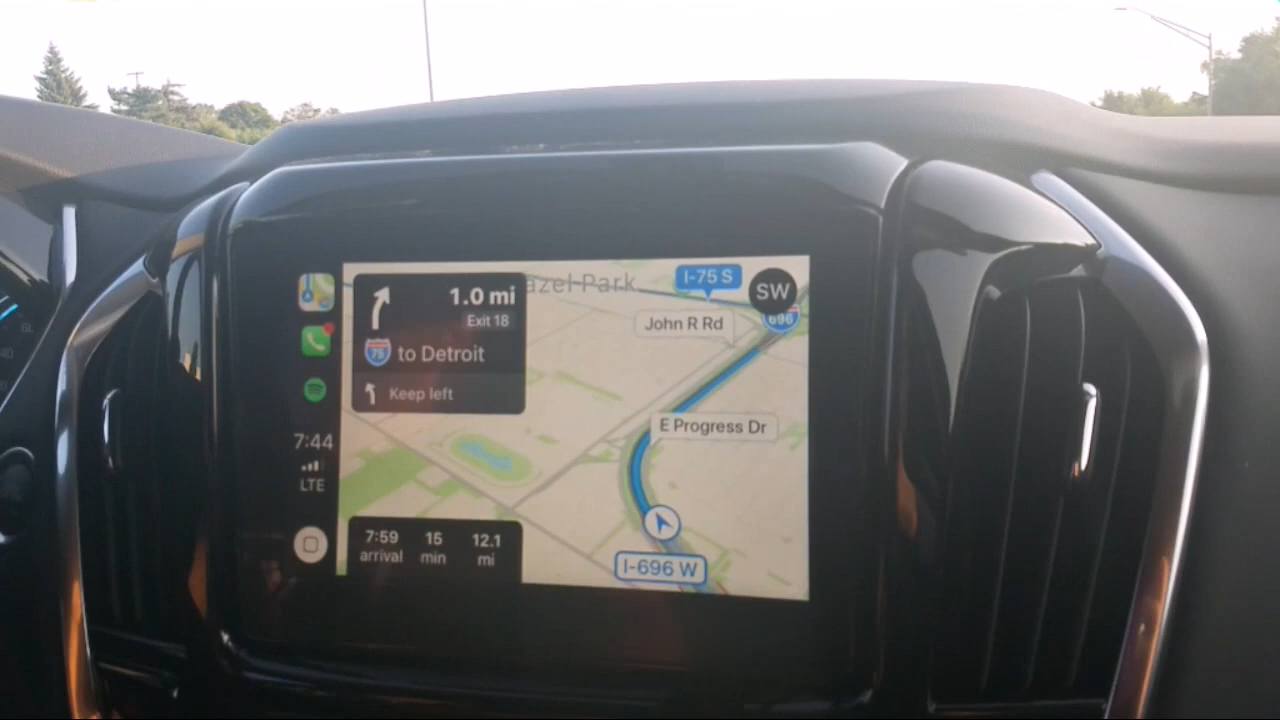 1.0 mi
Exit 18
75
to Detroit
Keep left
azel Park
I-75 S
SW
696
John R Rd
E Progress Dr
7:44
LTE
7:59
15
12.1
arrival
min
mi
I-696 W